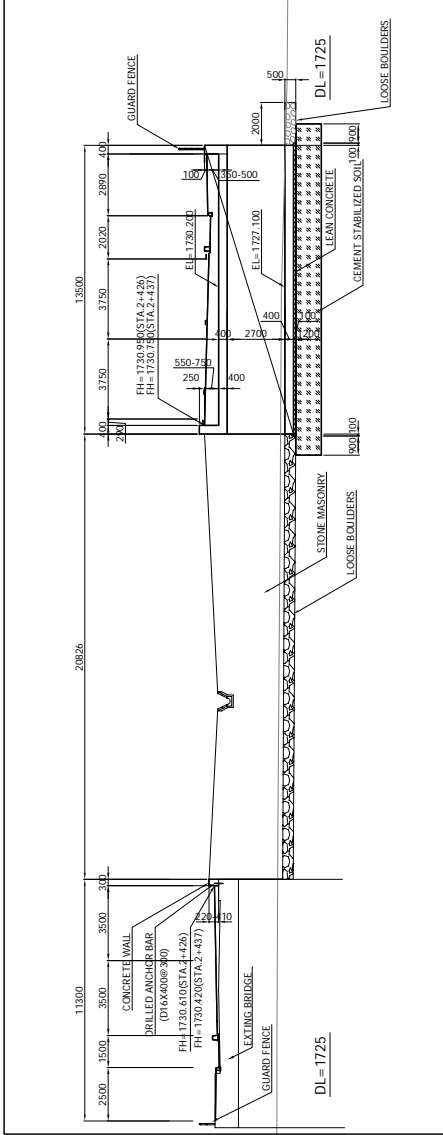 11300
20826
13500
2500
1500
3500
3500
300
400
3750
3750
2020
2890
400
290
CONCRETE WALL
DRILLED ANCHOR BAR
(D16X400@300)
FH=1730.610(STA.2+426)
FH=1730.420(STA.2+437)
220-410
EXTING BRIDGE
GUARD FENCE
DL=1725
STONE MASONRY
LOOSE BOULDERS
FH=1730.950(STA.2+426)
FH=1730.750(STA.2+437)
550-750
250
400
400
2700
EL=1730.200
EL=1727.100
100
350-500
GUARD FENCE
400
100
1200
900
100
100
900
LEAN CONCRETE
CEMENT STABILIZED SOIL
2000
500
DL=1725
LOOSE BOULDERS